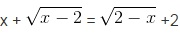 x + √(x − 2) = √(2 − x) +2